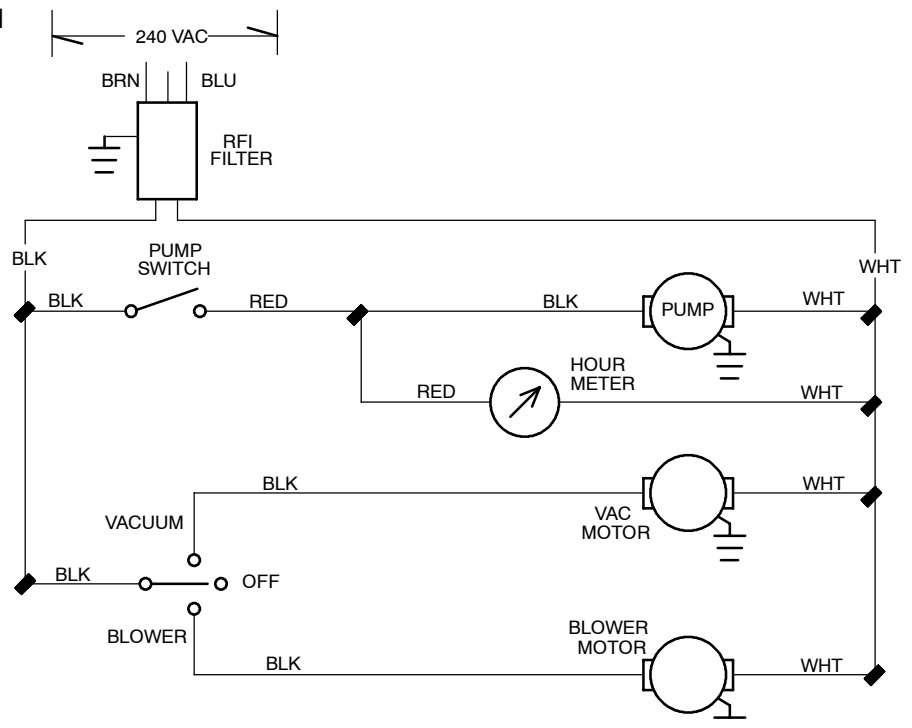 240 VAC
BRN
BLU
RFI
FILTER
BLK
PUMP
SWITCH
WHT
BLK
RED
BLK
PUMP
WHT
HOUR
METER
RED
WHT
BLK
WHT
VACUUM
VAC
MOTOR
BLK
OFF
BLOWER
BLOWER
MOTOR
BLK
WHT